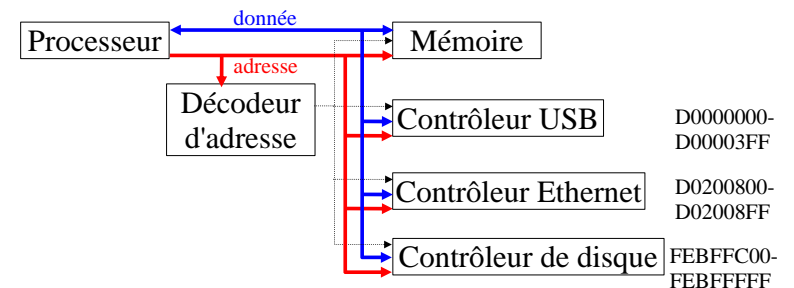 donnée
Processeur
Mémoire
adresse
Décodeur
d'adresse
Contrôleur USB
D0000000-
D00003FF
Contrôleur Ethernet
D0200800-
D02008FF
Contrôleur de disque
FEBFFC00-
FEBFFFFF